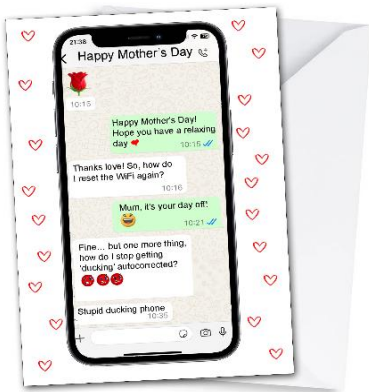 21:38
Happy Mother's Day
10:15
Happy Mother's Day!
Hope you have a relaxing
day ❤
10:15
Thanks love! So, how do
I reset the WiFi again?
10:16
Mum, it's your day off!
😆
10:21
Fine... but one more thing,
how do I stop getting
'ducking' autocorrected?
😡😡😡
Stupid ducking phone
10:35